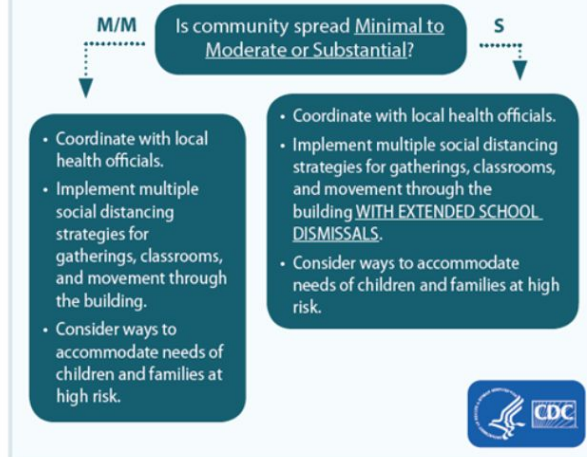 M/M
Is community spread Minimal to
Moderate or Substantial?
S
• Coordinate with local
health officials.
• Implement multiple
social distancing
strategies for
gatherings, classrooms,
and movement through
the building.
• Consider ways to
accommodate needs of
children and families at
high risk.
• Coordinate with local health officials.
• Implement multiple social distancing
strategies for gatherings, classrooms,
and movement through the
building WITH EXTENDED SCHOOL
DISMISSALS.
• Consider ways to accommodate
needs of children and families at high
risk.
CDC